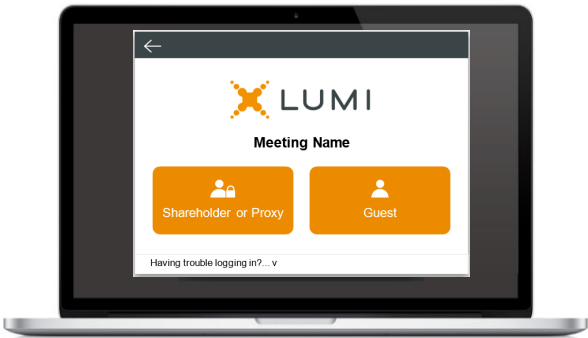 LUMI
Meeting Name
Shareholder or Proxy
Guest
Having trouble logging in?... v